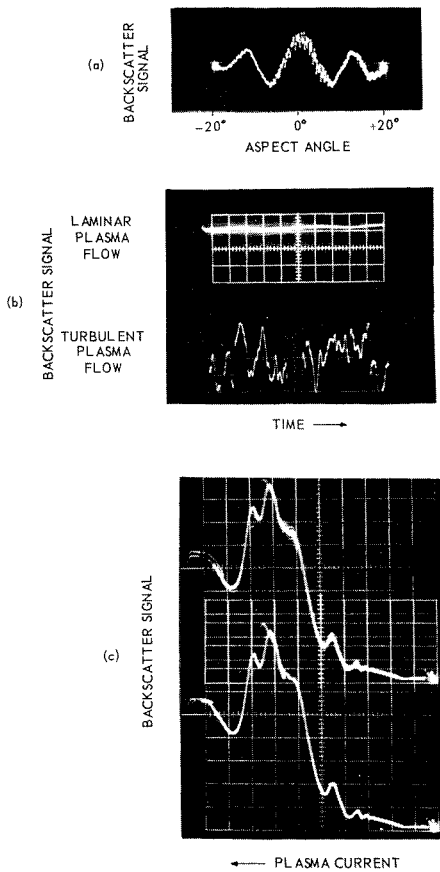 (a)
BACKSCATTER
SIGNAL
-20°
0°
+20°
ASPECT ANGLE
(b)
BACKSCATTER SIGNAL
LAMINAR
PLASMA
FLOW
TURBULENT
PLASMA
FLOW
TIME →
(c)
BACKSCATTER SIGNAL
← PLASMA CURRENT